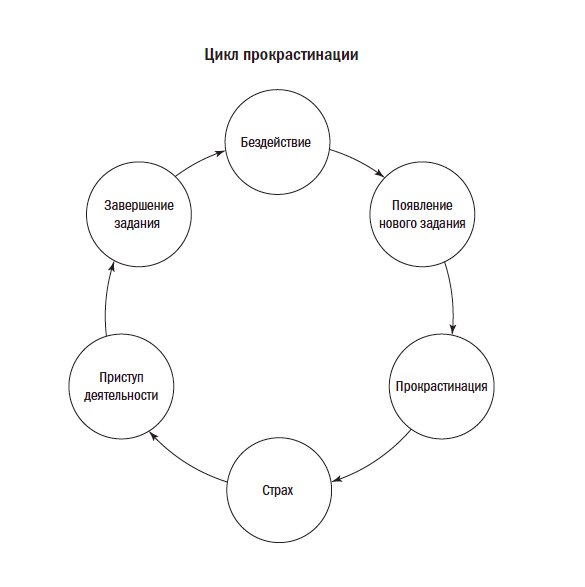 Цикл прокрастинации
Бездействие
Появление
нового задания
Прокрастинация
Страх
Приступ
деятельности
Завершение
задания